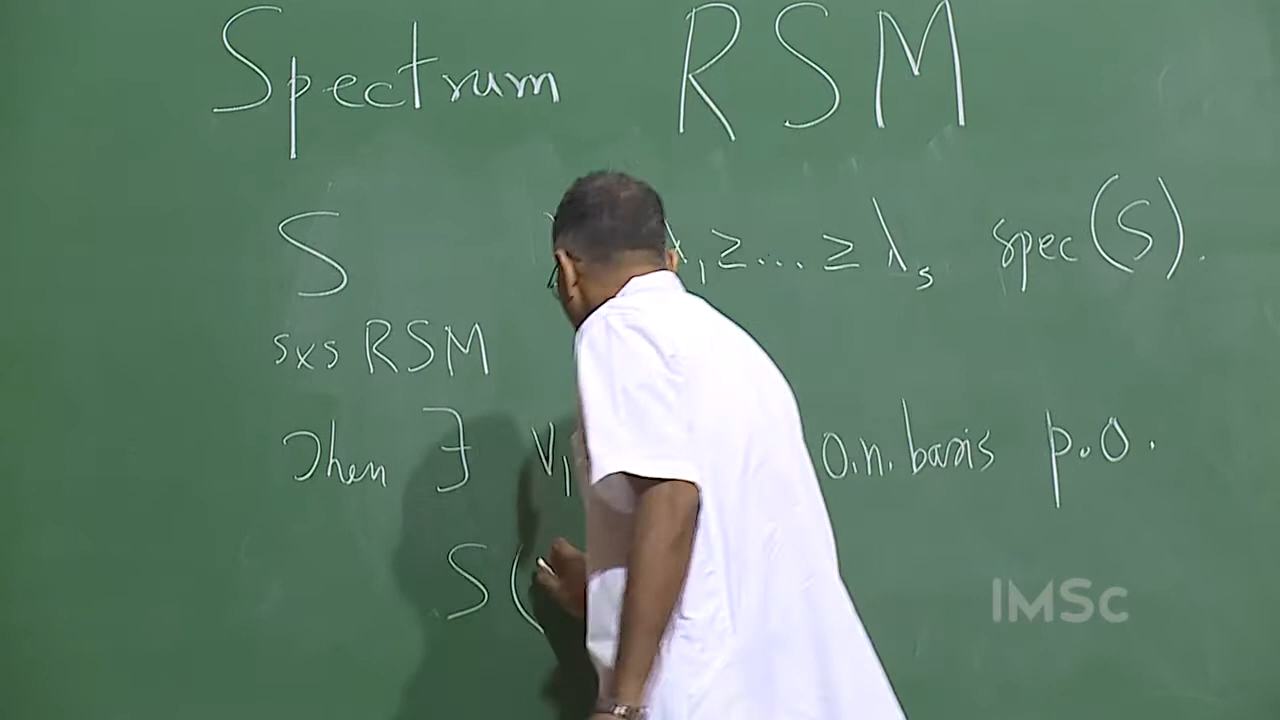 Spectrum RSM
S λ₁ ≥ ... ≥ λₛ spec(S).
s×s RSM
Then ∃ v₁ o.n. basis p.o.
S(
IMSc